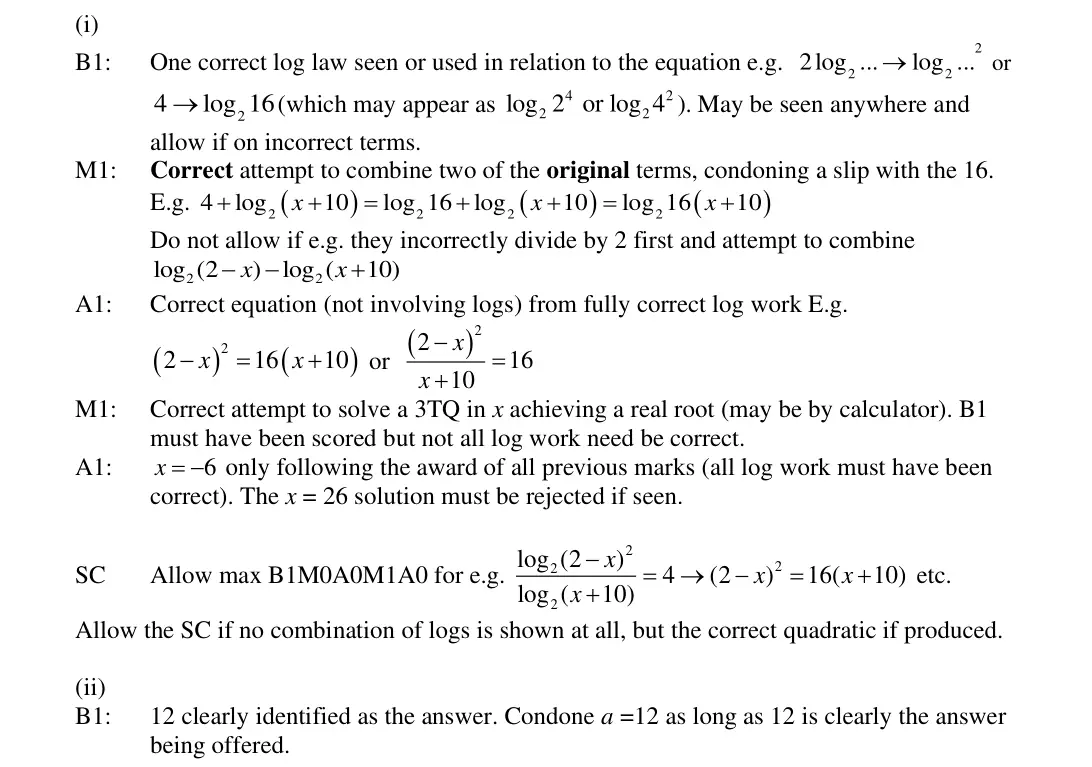 (i)
B1: One correct log law seen or used in relation to the equation e.g. 2log₂ ... → log₂ ...² or
4 → log₂ 16 (which may appear as log₂ 2⁴ or log₂4²). May be seen anywhere and
allow if on incorrect terms.
M1: Correct attempt to combine two of the original terms, condoning a slip with the 16.
E.g. 4 + log₂ (x + 10) = log₂ 16 + log₂ (x + 10) = log₂ 16(x + 10)
Do not allow if e.g. they incorrectly divide by 2 first and attempt to combine
log₂(2 − x) − log₂(x + 10)
A1: Correct equation (not involving logs) from fully correct log work E.g.
(2 − x)² = 16(x + 10) or (2 − x)² / x + 10 = 16
M1: Correct attempt to solve a 3TQ in x achieving a real root (may be by calculator). B1
must have been scored but not all log work need be correct.
A1: x = −6 only following the award of all previous marks (all log work must have been
correct). The x = 26 solution must be rejected if seen.
SC Allow max B1M0A0M1A0 for e.g. log₂(2 − x)² / log₂(x + 10) = 4 → (2 − x)² = 16(x + 10) etc.
Allow the SC if no combination of logs is shown at all, but the correct quadratic if produced.
(ii)
B1: 12 clearly identified as the answer. Condone a =12 as long as 12 is clearly the answer
being offered.